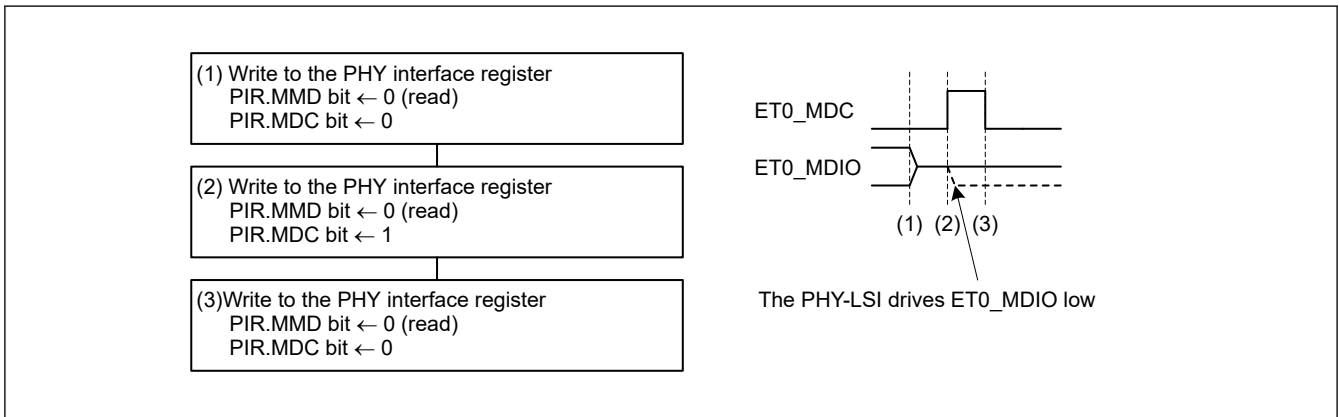 (1) Write to the PHY interface register
PIR.MMD bit ← 0 (read)
PIR.MDC bit ← 0
(2) Write to the PHY interface register
PIR.MMD bit ← 0 (read)
PIR.MDC bit ← 1
(3)Write to the PHY interface register
PIR.MMD bit ← 0 (read)
PIR.MDC bit ← 0
ET0_MDC
ET0_MDIO
(1) (2) (3)
The PHY-LSI drives ET0_MDIO low